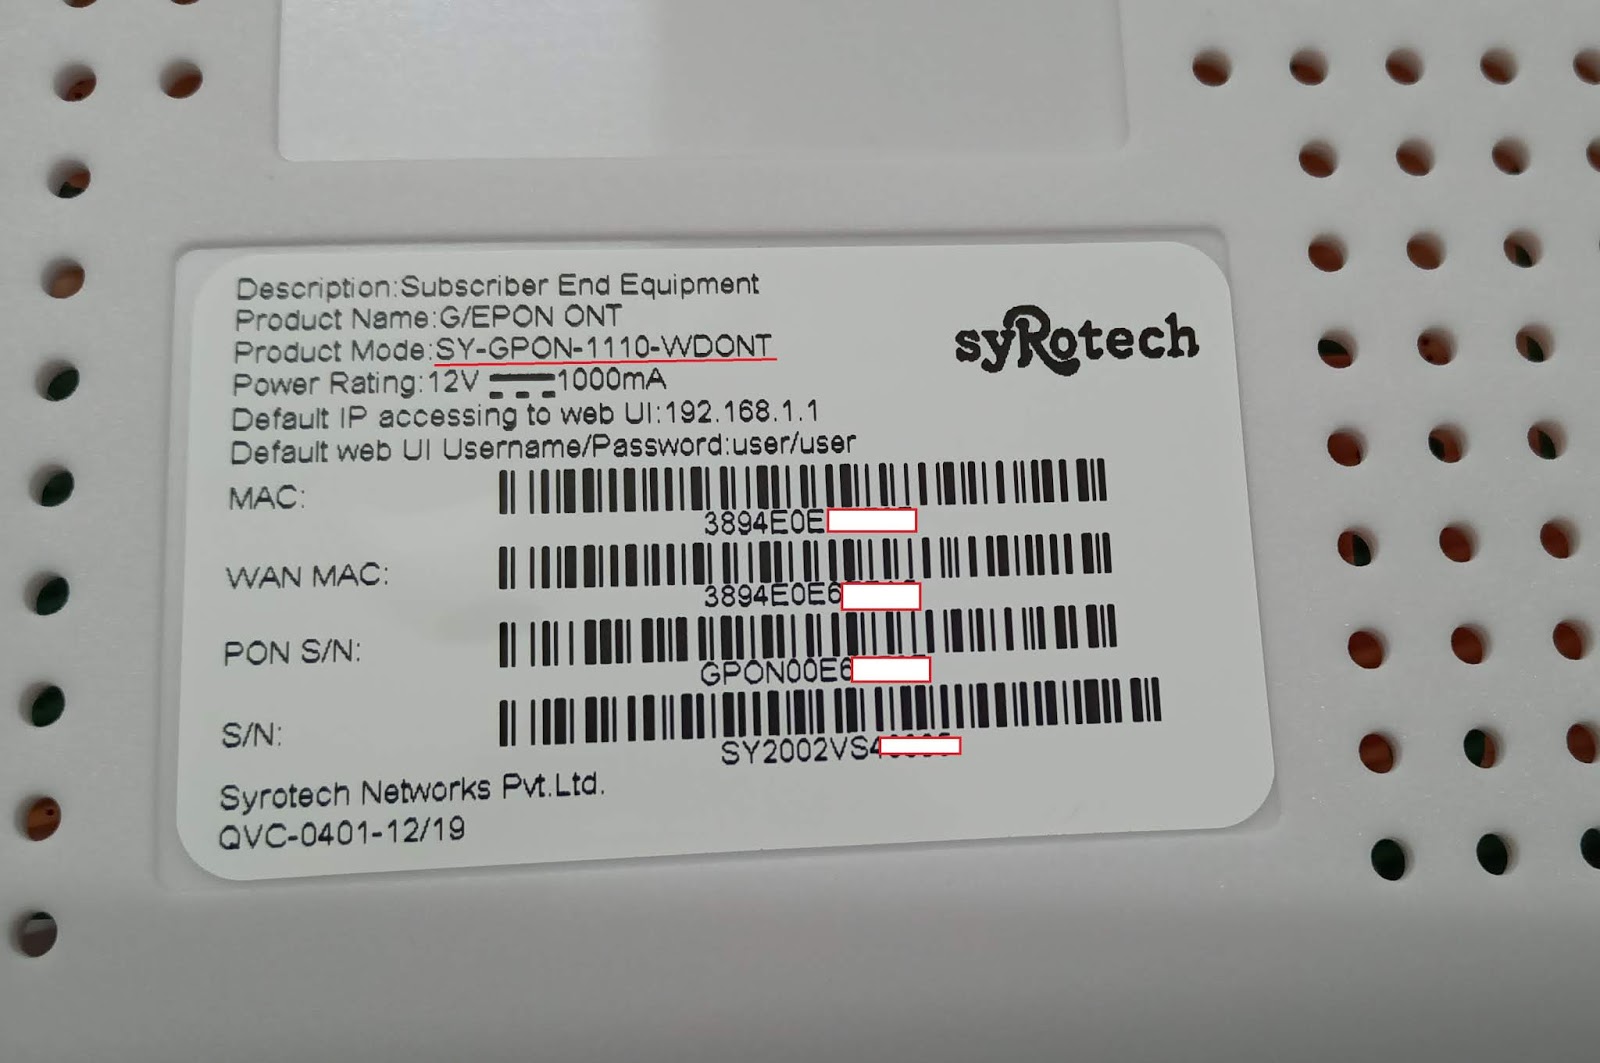 Description:Subscriber End Equipment
Product Name:G/EPON ONT
Product Mode:SY-GPON-1110-WDONT
Power Rating:12V 1000mA
Default IP accessing to web UI:192.168.1.1
Default web UI Username/Password:user/user
syRotech
MAC:
3894E0E
WAN MAC:
3894E0E6
PON S/N:
GPON00E6
S/N:
SY2002VS4
Syrotech Networks Pvt.Ltd.
QVC-0401-12/19